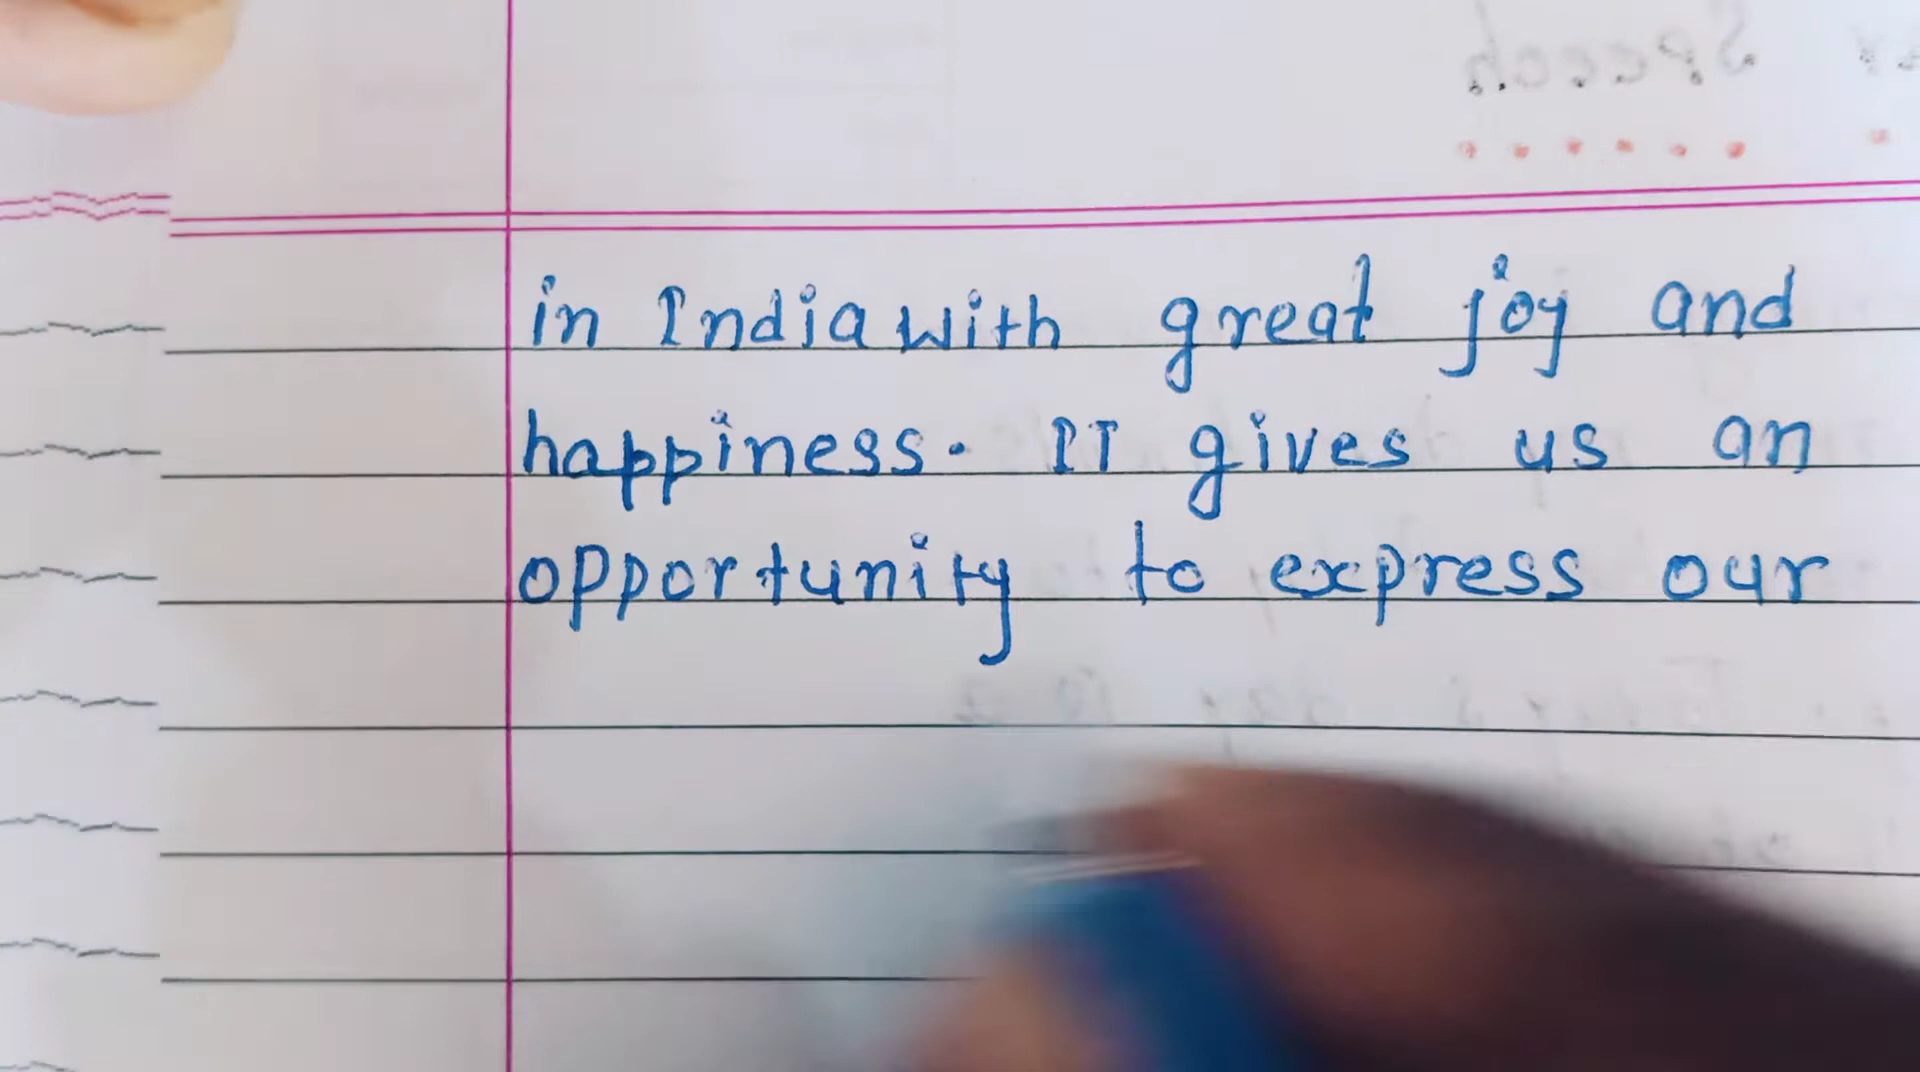 in India with great joy and
happiness. IT gives us an
opportunity to express our